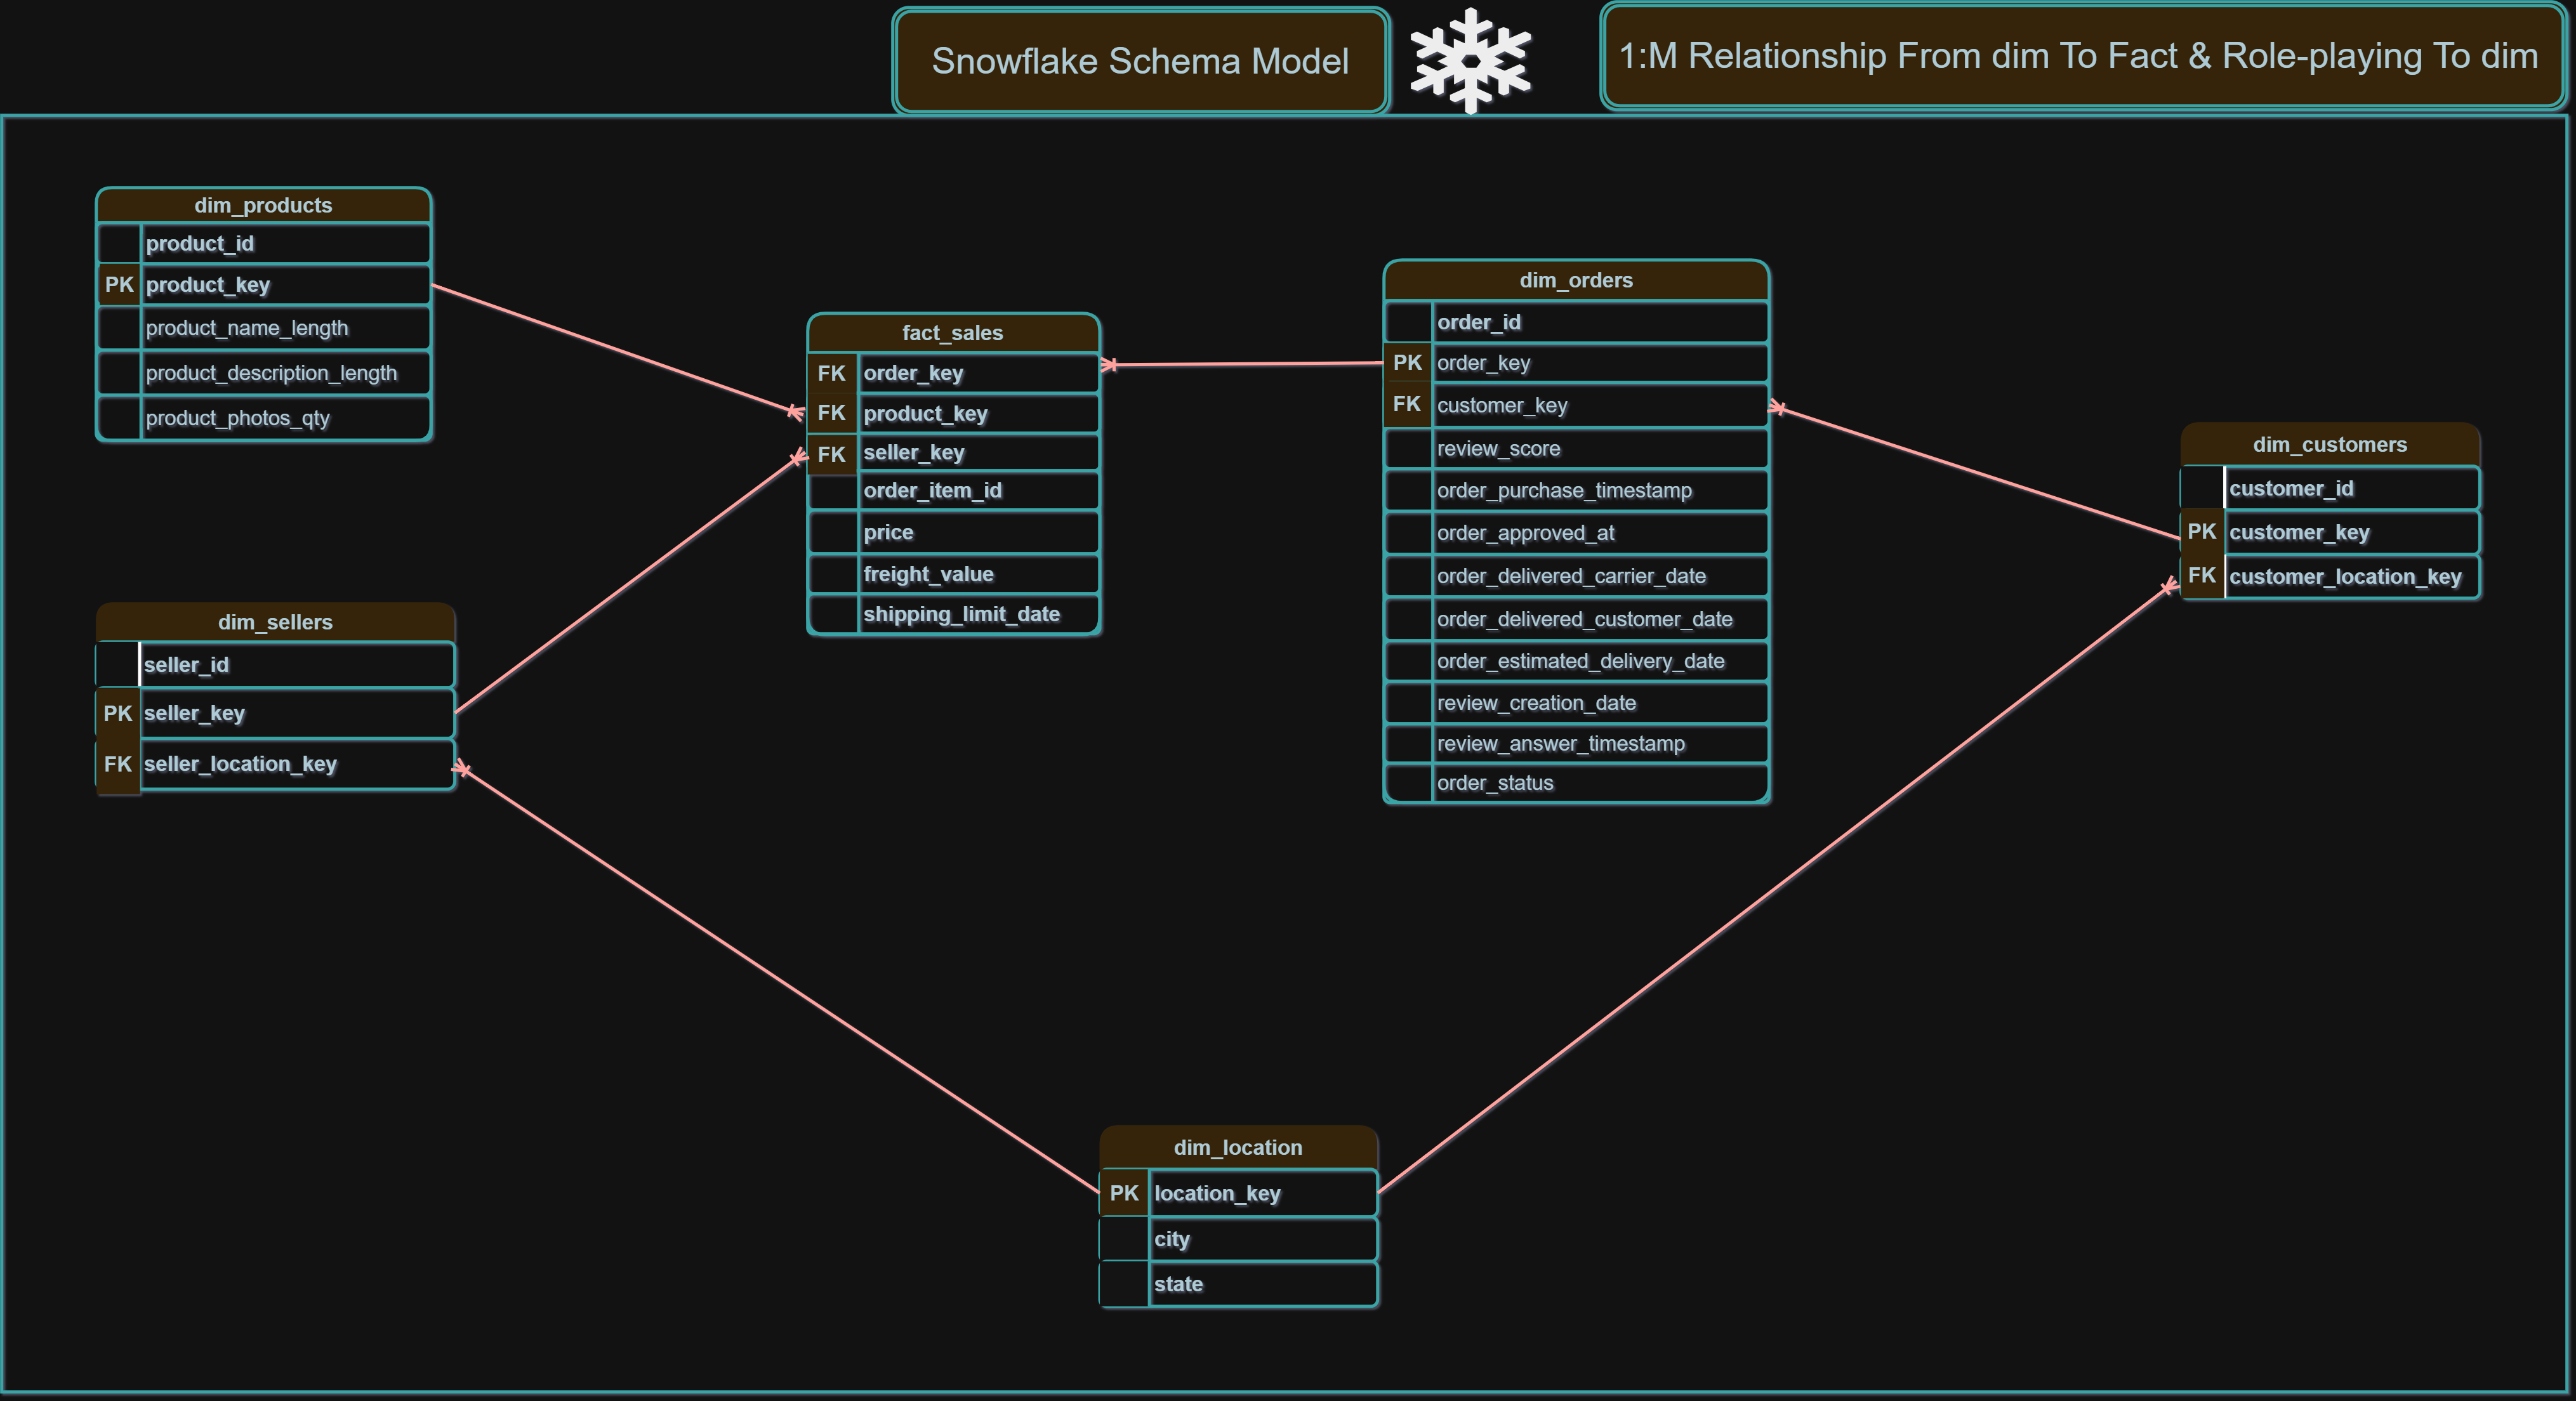 Snowflake Schema Model
1:M Relationship From dim To Fact & Role-playing To dim
dim_products
product_id
PK product_key
product_name_length
product_description_length
product_photos_qty
dim_sellers
seller_id
PK seller_key
FK seller_location_key
fact_sales
FK order_key
FK product_key
FK seller_key
order_item_id
price
freight_value
shipping_limit_date
dim_orders
order_id
PK order_key
FK customer_key
review_score
order_purchase_timestamp
order_approved_at
order_delivered_carrier_date
order_delivered_customer_date
order_estimated_delivery_date
review_creation_date
review_answer_timestamp
order_status
dim_customers
customer_id
PK customer_key
FK customer_location_key
dim_location
PK location_key
city
state